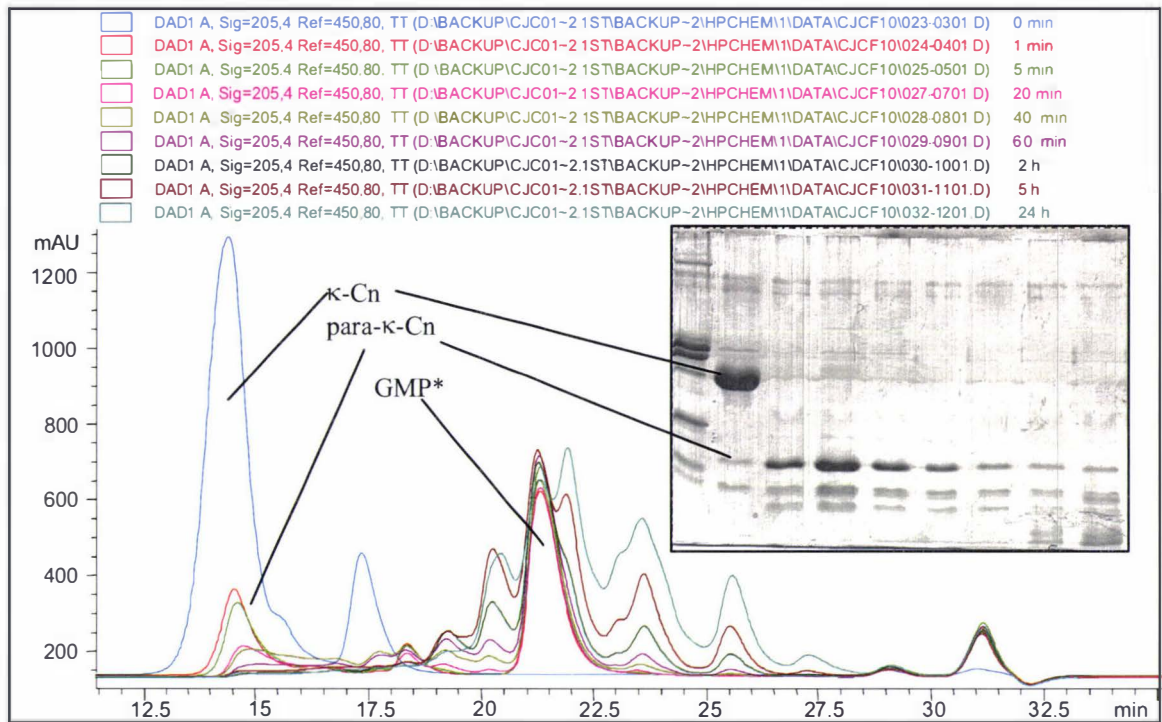 DAD1 A, Sig=205,4 Ref=450,80, TT (D:\BACKUP\CJC01~2.1ST\BACKUP~2\HPCHEM\1\DATA\CJCF10\023-0301.D) 0 min
DAD1 A, Sig=205,4 Ref=450,80, TT (D:\BACKUP\CJC01~2.1ST\BACKUP~2\HPCHEM\1\DATA\CJCF10\024-0401.D) 1 min
DAD1 A, Sig=205,4 Ref=450,80, TT (D:\BACKUP\CJC01~2.1ST\BACKUP~2\HPCHEM\1\DATA\CJCF10\025-0501.D) 5 min
DAD1 A, Sig=205,4 Ref=450,80, TT (D:\BACKUP\CJC01~2.1ST\BACKUP~2\HPCHEM\1\DATA\CJCF10\027-0701.D) 20 min
DAD1 A, Sig=205,4 Ref=450,80, TT (D:\BACKUP\CJC01~2.1ST\BACKUP~2\HPCHEM\1\DATA\CJCF10\028-0801.D) 40 min
DAD1 A, Sig=205,4 Ref=450,80, TT (D:\BACKUP\CJC01~2.1ST\BACKUP~2\HPCHEM\1\DATA\CJCF10\029-0901.D) 60 min
DAD1 A, Sig=205,4 Ref=450,80, TT (D:\BACKUP\CJC01~2.1ST\BACKUP~2\HPCHEM\1\DATA\CJCF10\030-1001.D) 2 h
DAD1 A, Sig=205,4 Ref=450,80, TT (D:\BACKUP\CJC01~2.1ST\BACKUP~2\HPCHEM\1\DATA\CJCF10\031-1101.D) 5 h
DAD1 A, Sig=205,4 Ref=450,80, TT (D:\BACKUP\CJC01~2.1ST\BACKUP~2\HPCHEM\1\DATA\CJCF10\032-1201.D) 24 h
mAU
1200
κ-Cn
para-κ-Cn
1000
GMP*
800
600
400
200
12.5 15 17.5 20 22.5 25 27.5 30 32.5 min